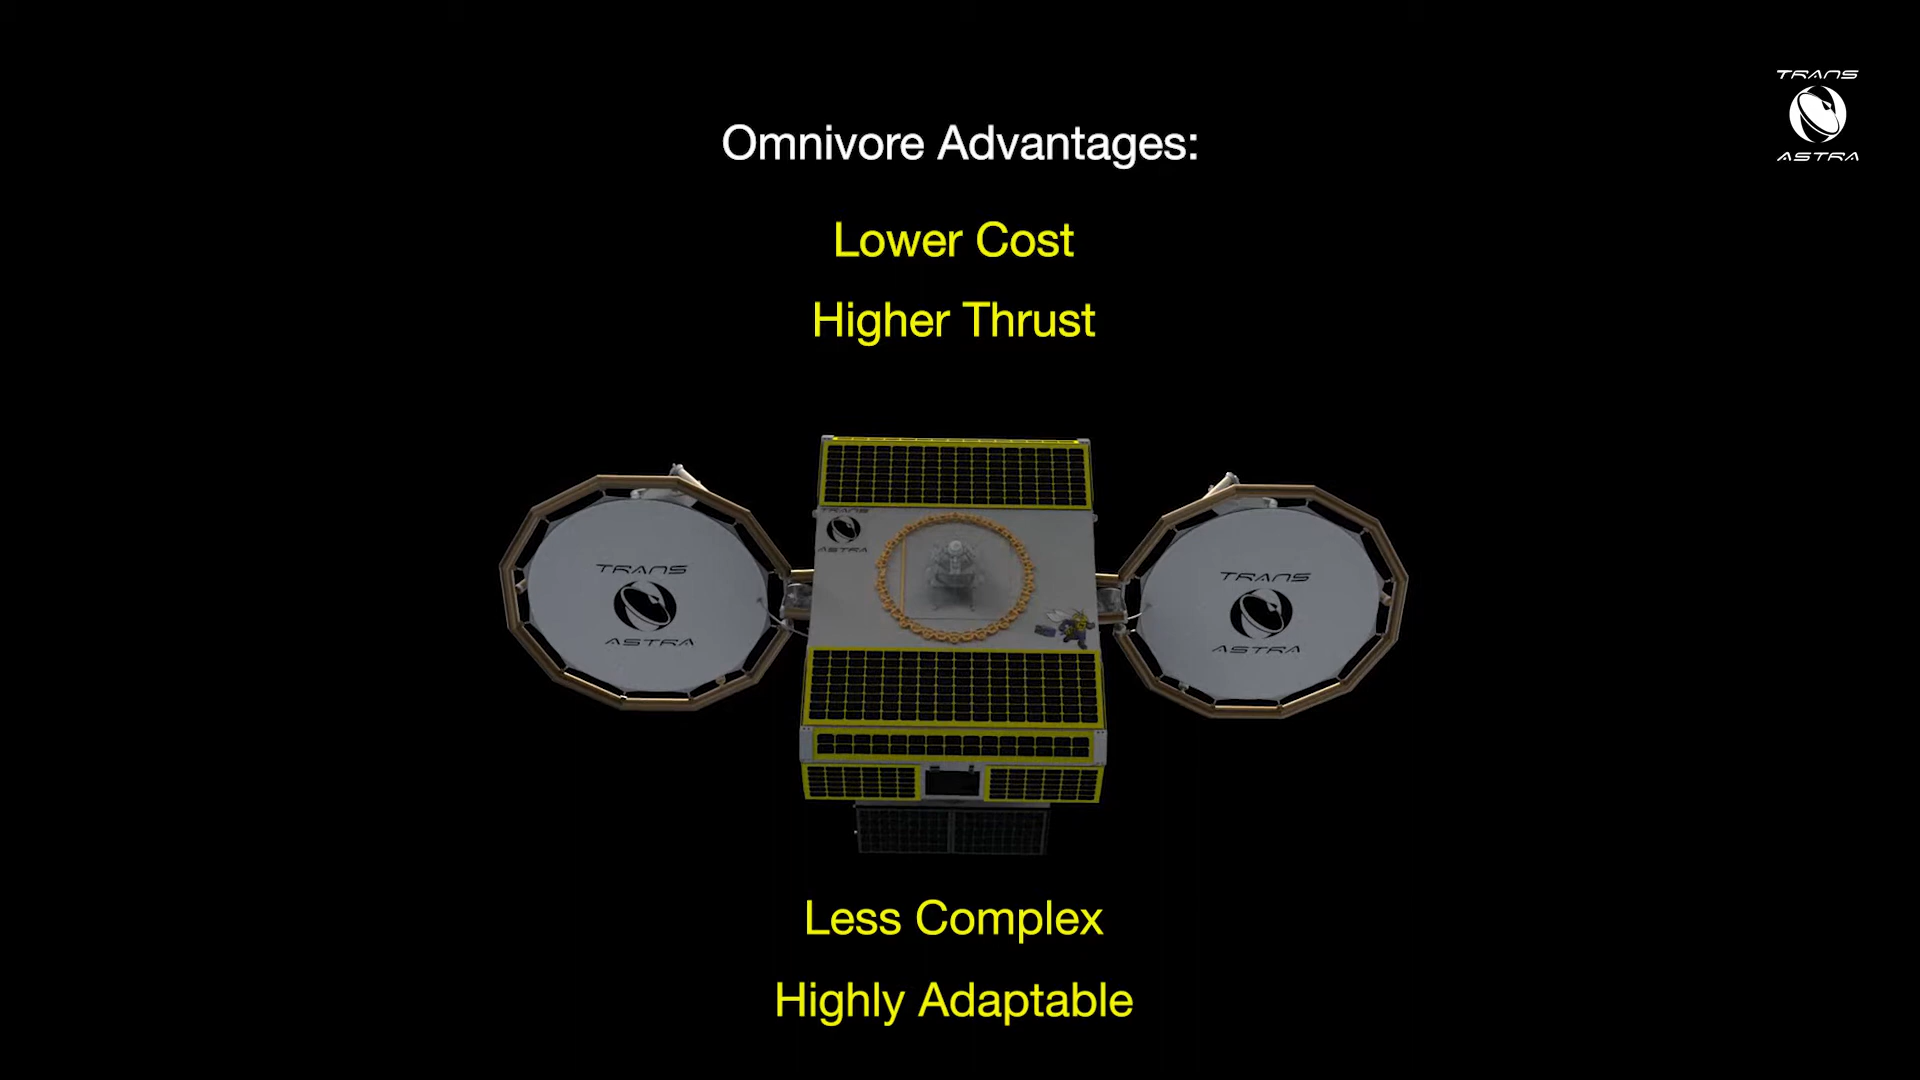 TRANS
ASTRA
Omnivore Advantages:
Lower Cost
Higher Thrust
TRANS
ASTRA
TRANS
ASTRA
TRANS
ASTRA
Less Complex
Highly Adaptable